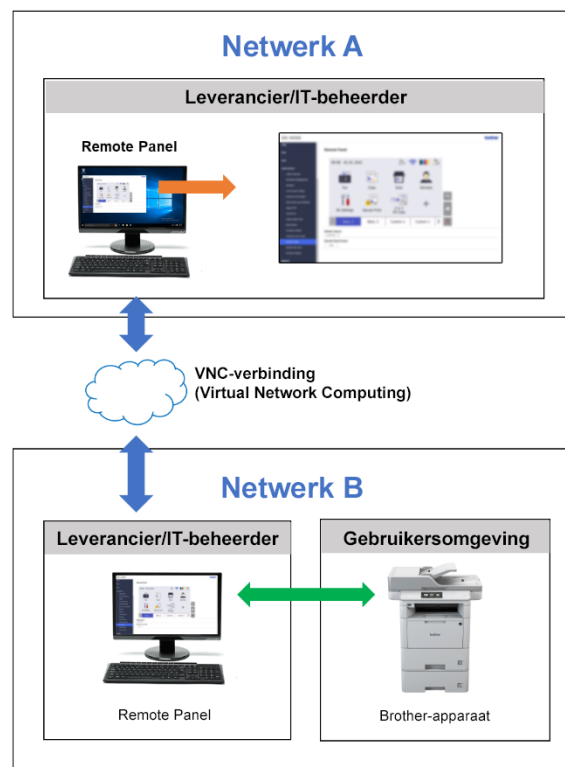 Netwerk A
Leverancier/IT-beheerder
Remote Panel
VNC-verbinding
(Virtual Network Computing)
Netwerk B
Leverancier/IT-beheerder
Gebruikersomgeving
Remote Panel
Brother-apparaat